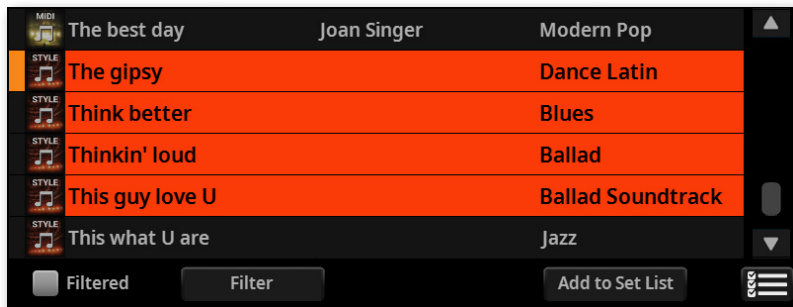 MIDI The best day Joan Singer Modern Pop
STYLE The gipsy Dance Latin
STYLE Think better Blues
STYLE Thinkin' loud Ballad
STYLE This guy love U Ballad Soundtrack
STYLE This what U are Jazz
Filtered Filter Add to Set List